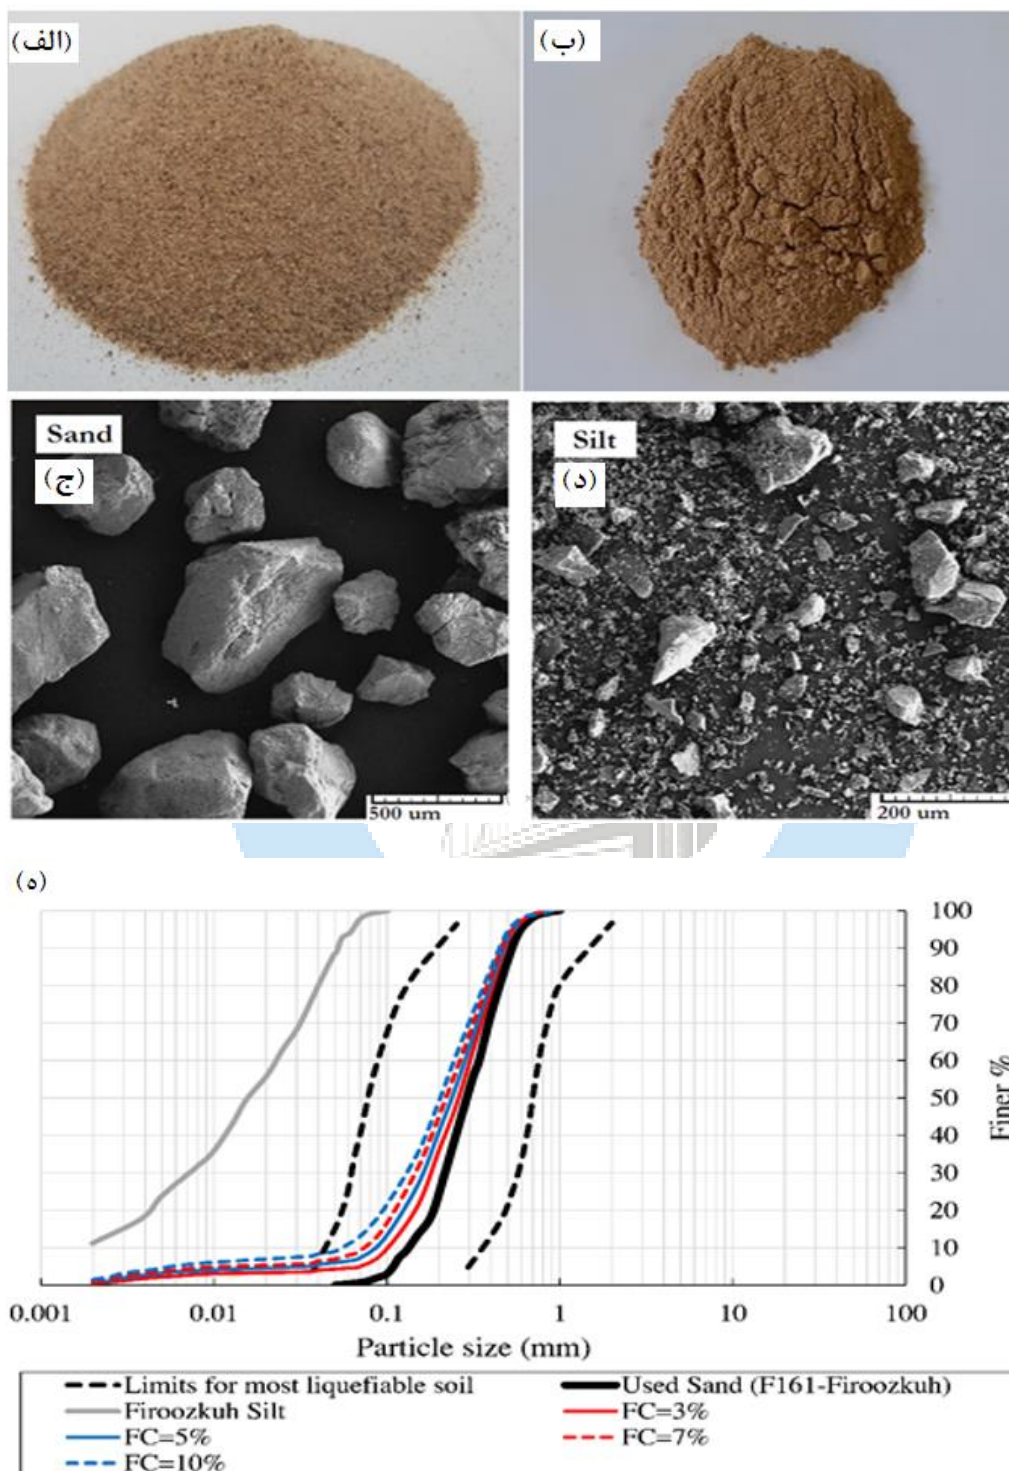 (الف)
(ب)
Sand
(ج)
500 um
Silt
(د)
200 um
(ه)
100
90
80
70
60
50
40
30
20
10
0
Finer %
0.001
0.01
0.1
1
10
100
Particle size (mm)
Limits for most liquefiable soil
Used Sand (F161-Firoozkuh)
Firoozkuh Silt
FC=3%
FC=5%
FC=7%
FC=10%